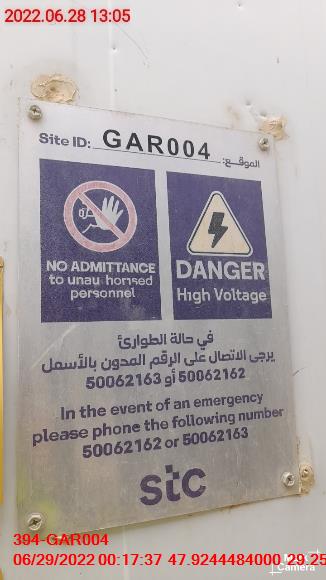 2022.06.28 13:05
Site ID: GAR004 الموقع:
NO ADMITTANCE
to unauthorised
personnel
DANGER
High Voltage
في حالة الطوارئ
يرجى الاتصال على الرقم المدون بالأسفل
50062162 أو 50062163
In the event of an emergency
please phone the following number
50062162 or 50062163
stc
394-GAR004
06/29/2022 00:17:37 47.9244484000,29.25
Camera